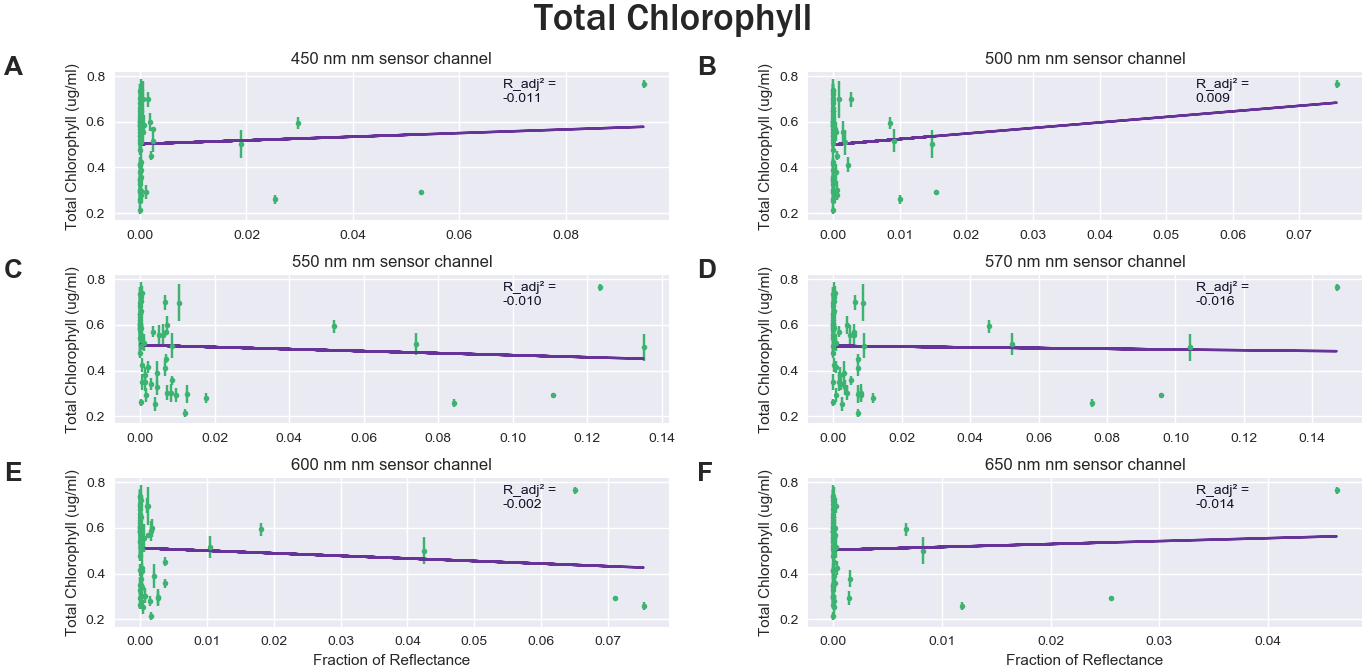 Total Chlorophyll
A
450 nm nm sensor channel
R_adj² =
-0.011
Total Chlorophyll (ug/ml)
0.8
0.6
0.4
0.2
0.00 0.02 0.04 0.06 0.08
B
500 nm nm sensor channel
R_adj² =
0.009
Total Chlorophyll (ug/ml)
0.8
0.6
0.4
0.2
0.00 0.01 0.02 0.03 0.04 0.05 0.06 0.07
C
550 nm nm sensor channel
R_adj² =
-0.010
Total Chlorophyll (ug/ml)
0.8
0.6
0.4
0.2
0.00 0.02 0.04 0.06 0.08 0.10 0.12 0.14
D
570 nm nm sensor channel
R_adj² =
-0.016
Total Chlorophyll (ug/ml)
0.8
0.6
0.4
0.2
0.00 0.02 0.04 0.06 0.08 0.10 0.12 0.14
E
600 nm nm sensor channel
R_adj² =
-0.002
Total Chlorophyll (ug/ml)
0.8
0.6
0.4
0.2
0.00 0.01 0.02 0.03 0.04 0.05 0.06 0.07
Fraction of Reflectance
F
650 nm nm sensor channel
R_adj² =
-0.014
Total Chlorophyll (ug/ml)
0.8
0.6
0.4
0.2
0.00 0.01 0.02 0.03 0.04
Fraction of Reflectance